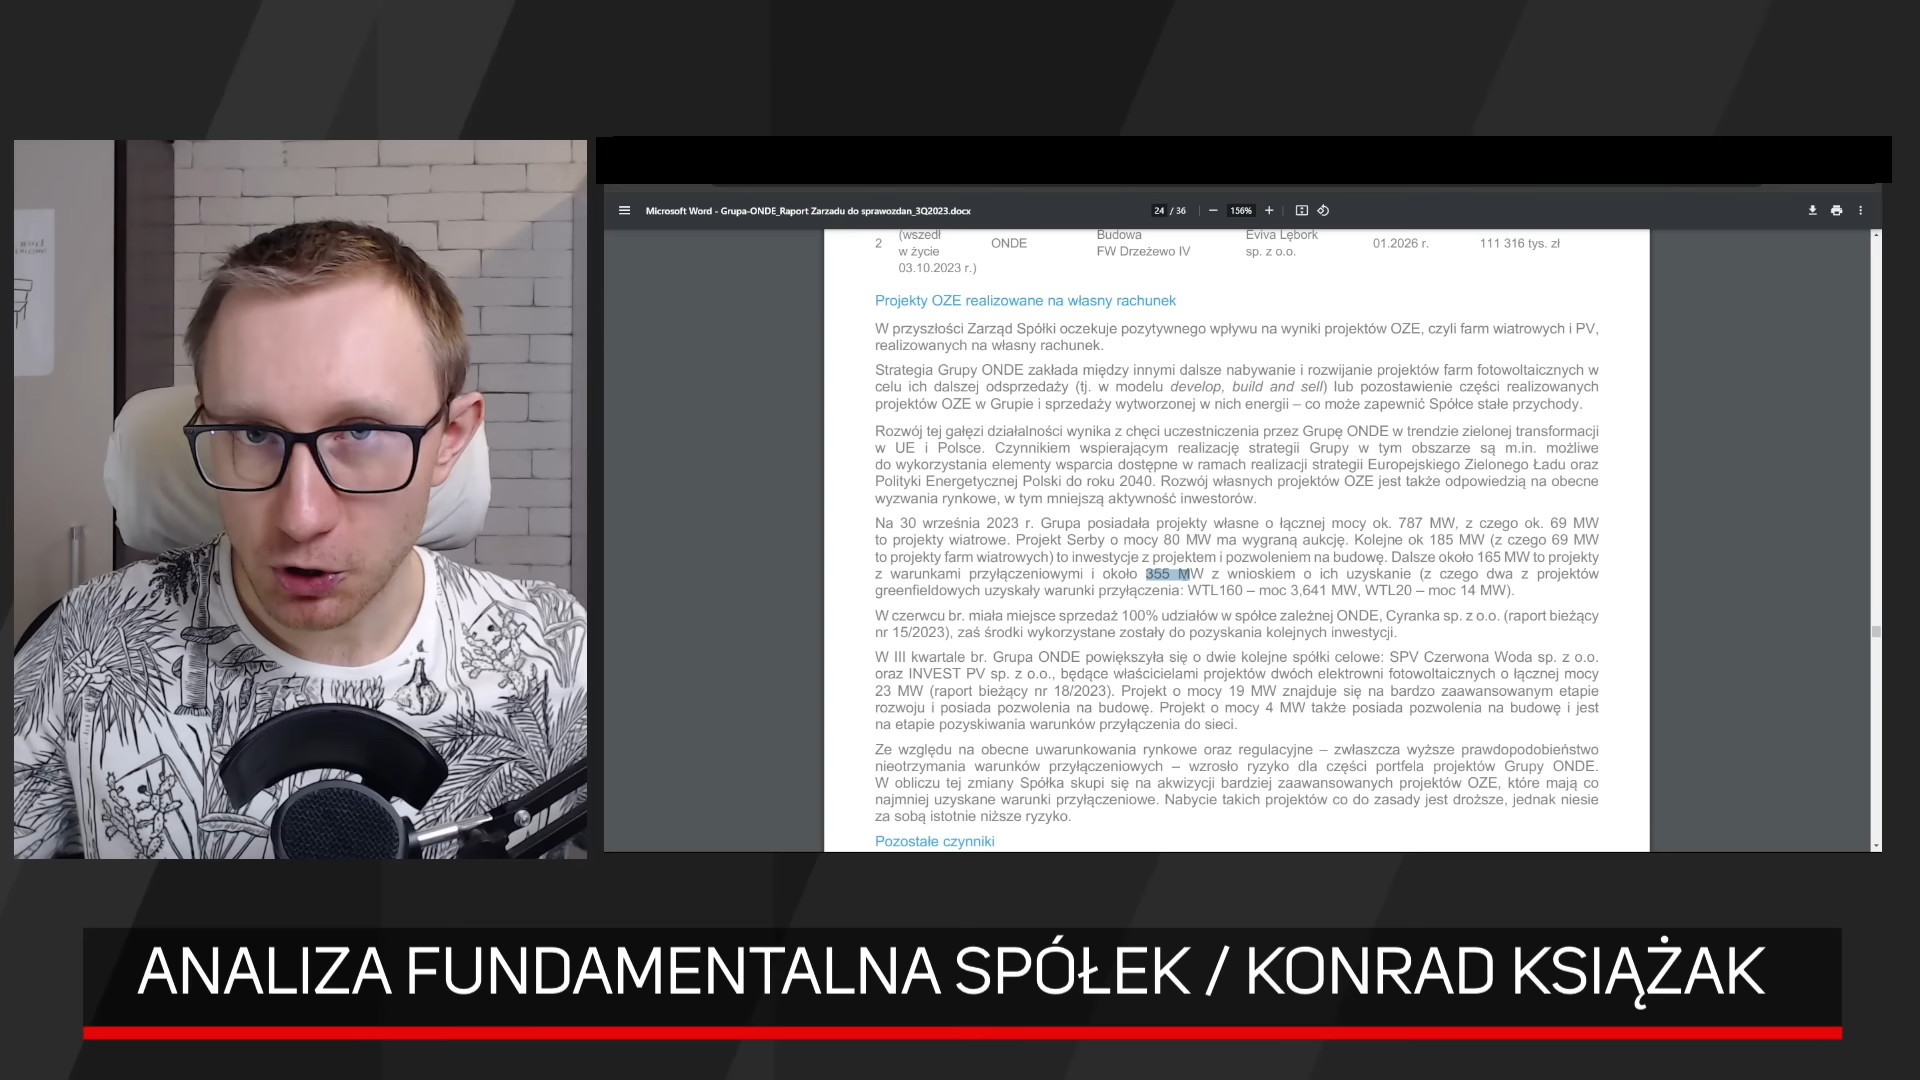 Microsoft Word - Grupa-ONDE_Raport Zarzadu do sprawozdan_3Q2023.docx
24 / 36
156%
2 (wszedł w życie 03.10.2023 r.) ONDE Budowa FW Drzeżewo IV Eviva Lębork sp. z o.o. 01.2026 r. 111 316 tys. zł
Projekty OZE realizowane na własny rachunek
W przyszłości Zarząd Spółki oczekuje pozytywnego wpływu na wyniki projektów OZE, czyli farm wiatrowych i PV,
realizowanych na własny rachunek.
Strategia Grupy ONDE zakłada między innymi dalsze nabywanie i rozwijanie projektów farm fotowoltaicznych w
celu ich dalszej odsprzedaży (tj. w modelu develop, build and sell) lub pozostawienie części realizowanych
projektów OZE w Grupie i sprzedaży wytworzonej w nich energii – co może zapewnić Spółce stałe przychody.
Rozwój tej gałęzi działalności wynika z chęci uczestniczenia przez Grupę ONDE w trendzie zielonej transformacji
w UE i Polsce. Czynnikiem wspierającym realizację strategii Grupy w tym obszarze są m.in. możliwe
do wykorzystania elementy wsparcia dostępne w ramach realizacji strategii Europejskiego Zielonego Ładu oraz
Polityki Energetycznej Polski do roku 2040. Rozwój własnych projektów OZE jest także odpowiedzią na obecne
wyzwania rynkowe, w tym mniejszą aktywność inwestorów.
Na 30 września 2023 r. Grupa posiadała projekty własne o łącznej mocy ok. 787 MW, z czego ok. 69 MW
to projekty wiatrowe. Projekt Serby o mocy 80 MW ma wygraną aukcję. Kolejne ok 185 MW (z czego 69 MW
to projekty farm wiatrowych) to inwestycje z projektem i pozwoleniem na budowę. Dalsze około 165 MW to projekty
z warunkami przyłączeniowymi i około 355 MW z wnioskiem o ich uzyskanie (z czego dwa z projektów
greenfieldowych uzyskały warunki przyłączenia: WTL160 – moc 3,641 MW, WTL20 – moc 14 MW).
W czerwcu br. miała miejsce sprzedaż 100% udziałów w spółce zależnej ONDE, Cyranka sp. z o.o. (raport bieżący
nr 15/2023), zaś środki wykorzystane zostały do pozyskania kolejnych inwestycji.
W III kwartale br. Grupa ONDE powiększyła się o dwie kolejne spółki celowe: SPV Czerwona Woda sp. z o.o.
oraz INVEST PV sp. z o.o., będące właścicielami projektów dwóch elektrowni fotowoltaicznych o łącznej mocy
23 MW (raport bieżący nr 18/2023). Projekt o mocy 19 MW znajduje się na bardzo zaawansowanym etapie
rozwoju i posiada pozwolenia na budowę. Projekt o mocy 4 MW także posiada pozwolenia na budowę i jest
na etapie pozyskiwania warunków przyłączenia do sieci.
Ze względu na obecne uwarunkowania rynkowe oraz regulacyjne – zwłaszcza wyższe prawdopodobieństwo
nieotrzymania warunków przyłączeniowych – wzrosło ryzyko dla części portfela projektów Grupy ONDE.
W obliczu tej zmiany Spółka skupi się na akwizycji bardziej zaawansowanych projektów OZE, które mają co
najmniej uzyskane warunki przyłączeniowe. Nabycie takich projektów co do zasady jest droższe, jednak niesie
za sobą istotnie niższe ryzyko.
Pozostałe czynniki
ANALIZA FUNDAMENTALNA SPÓŁEK / KONRAD KSIĄŻAK